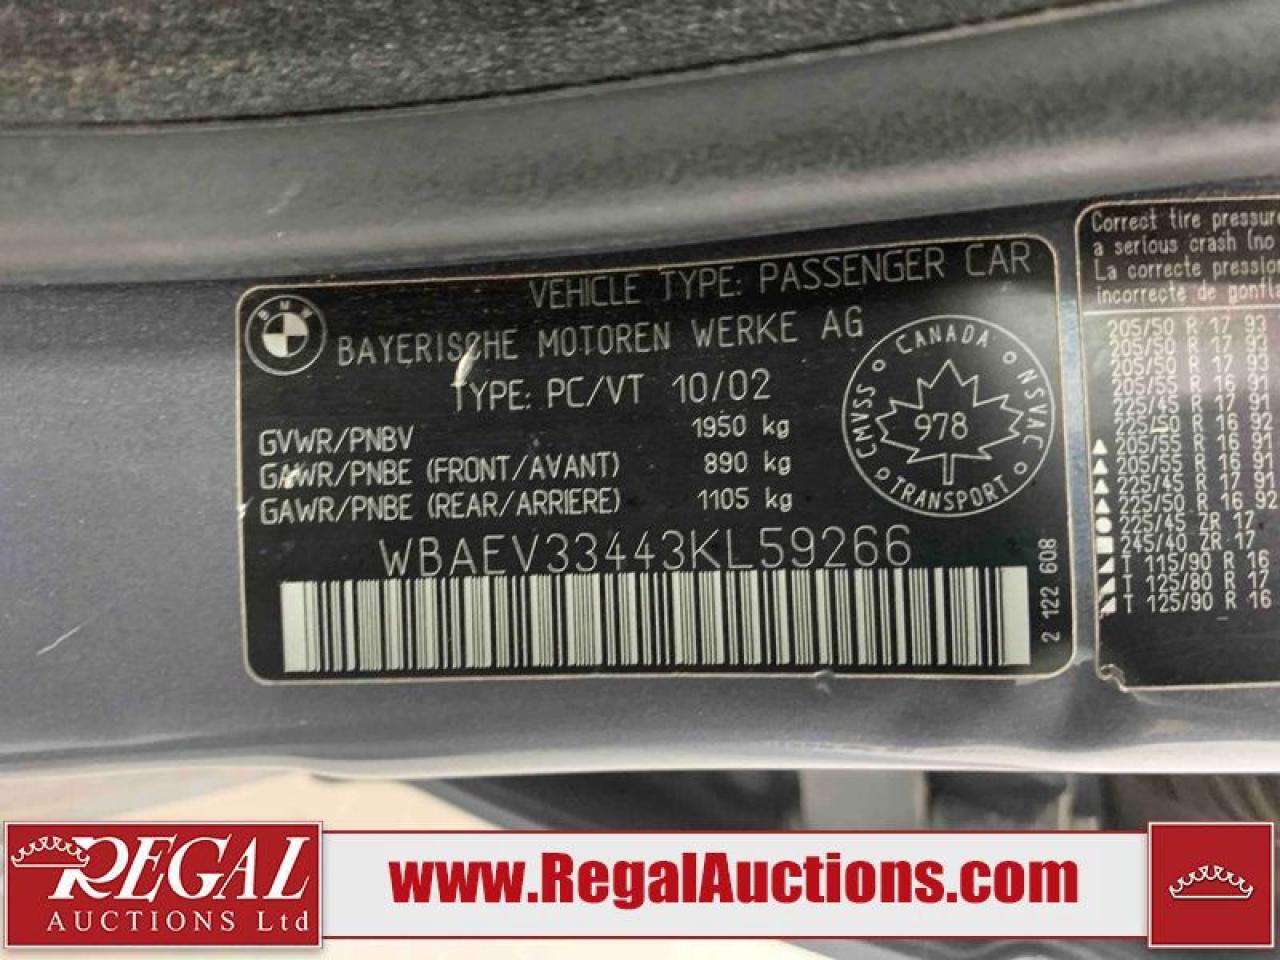 VEHICLE TYPE: PASSENGER CAR
BMW
BAYERISCHE MOTOREN WERKE AG
TYPE: PC/VT 10/02
GVWR/PNBV 1950 kg
GAWR/PNBE (FRONT/AVANT) 890 kg
GAWR/PNBE (REAR/ARRIERE) 1105 kg
CANADA
CMVSS NSVAC
978
TRANSPORT
WBAEV33443KL59266
2 122 608
Correct tire pressure
a serious crash (no
La correcte pression
incorrecte de gonfl
205/50 R 17 93
205/50 R 17 93
205/50 R 17 93
205/55 R 16 91
225/45 R 17 91
225/50 R 16 92
205/55 R 16 91
205/55 R 16 91
225/45 R 17 91
225/50 R 16 92
225/45 ZR 17
245/40 ZR 17
T 115/90 R 16
T 125/80 R 17
T 125/90 R 16
REGAL
AUCTIONS Ltd
www.RegalAuctions.com